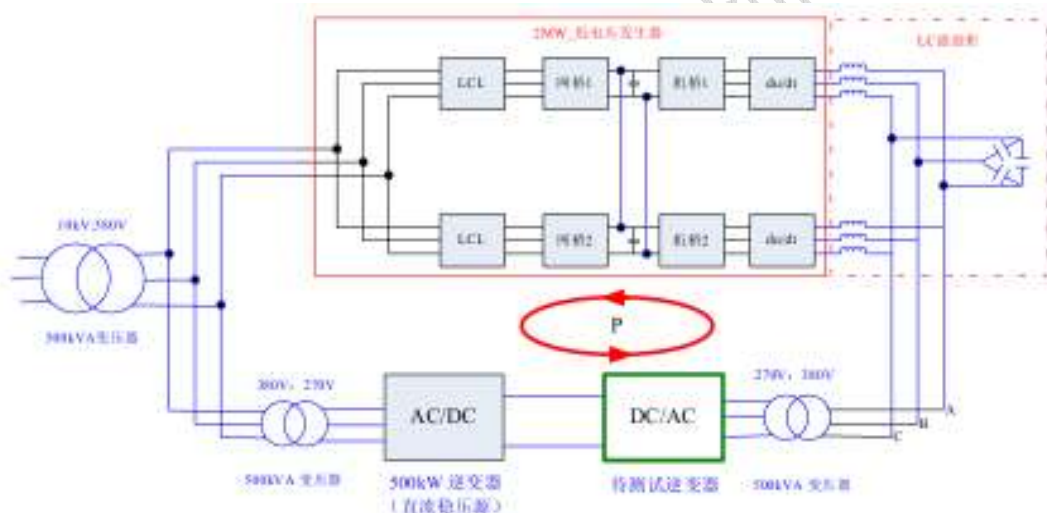 2MW_低电压发生器
LC滤波柜
LCL
网桥1
机桥1
du/dt
10kV:380V
LCL
网桥2
机桥2
du/dt
500kVA变压器
P
380V：270V
270V：380V
AC/DC
DC/AC
A
B
C
500kVA 变压器
500kW 逆变器
（直流稳压源）
待测试逆变器
500kVA 变压器